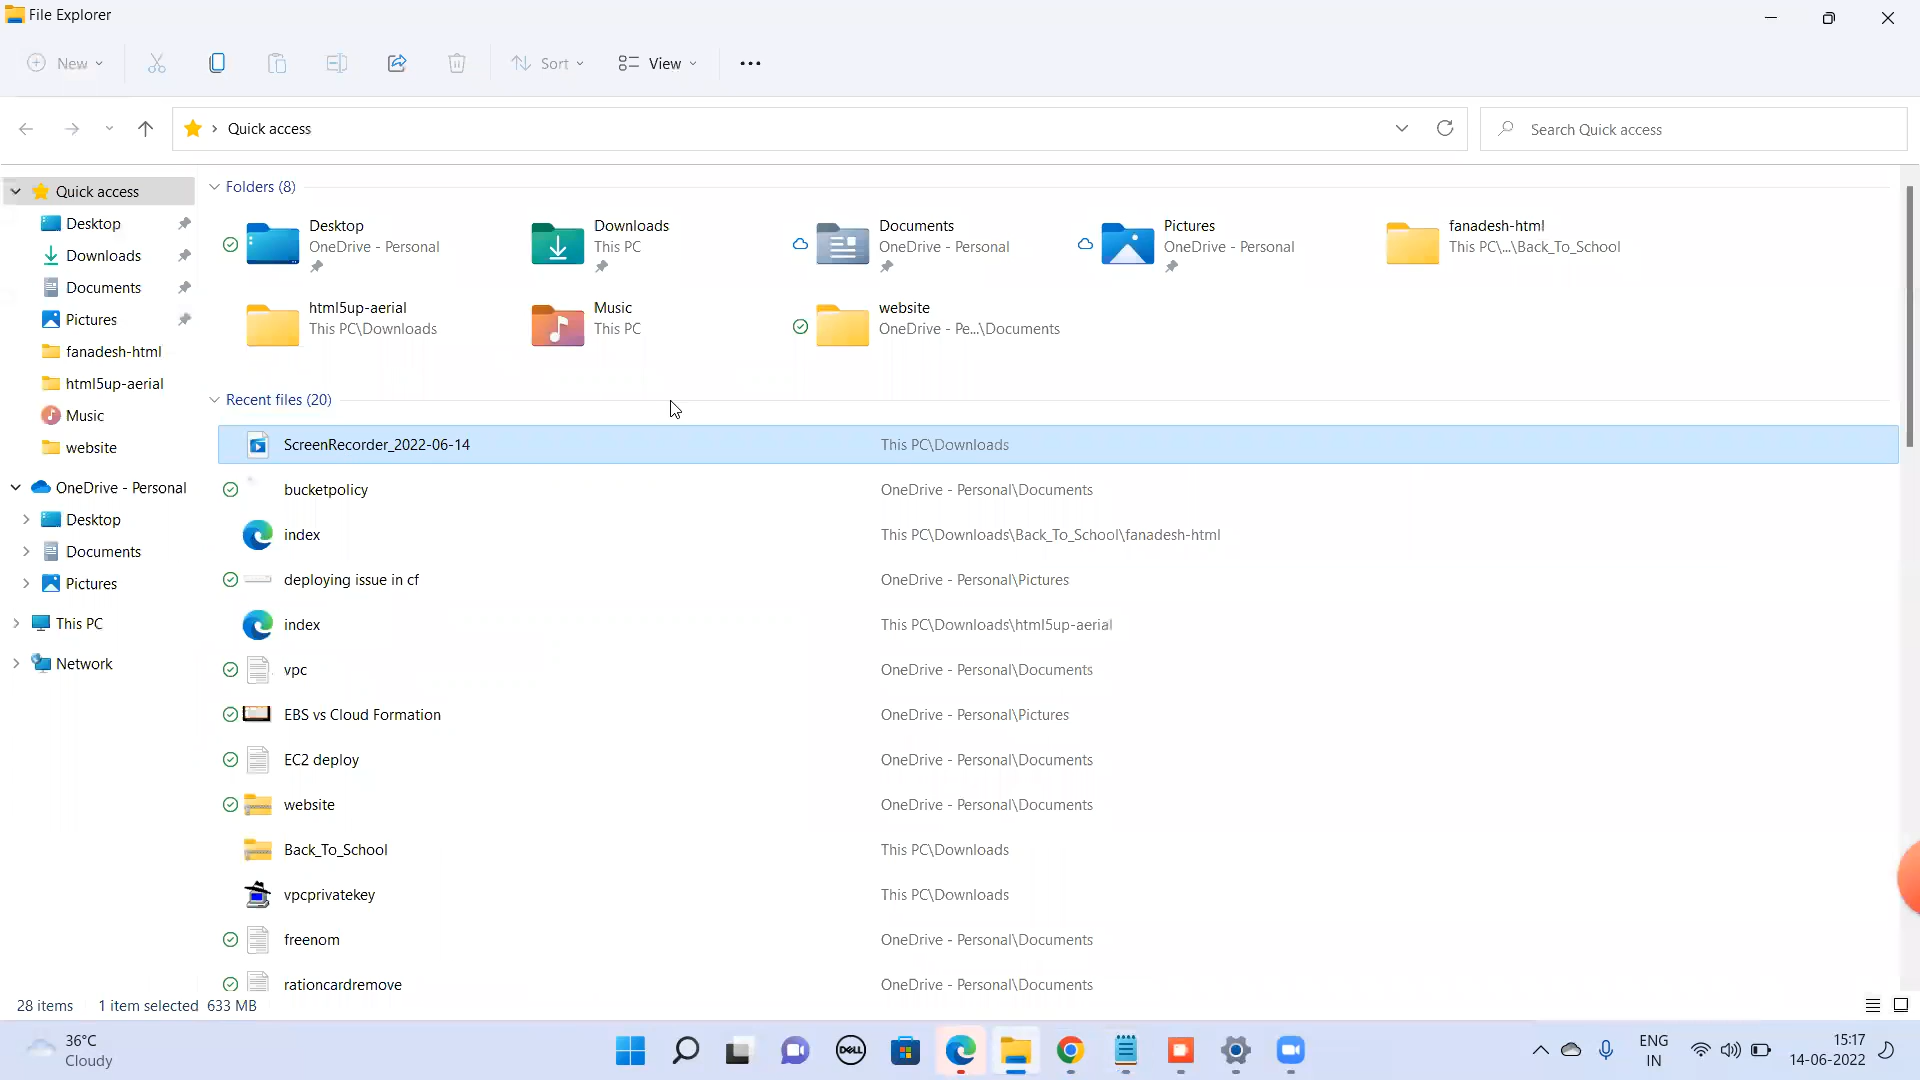 File Explorer
New
Sort
View
Quick access
Search Quick access
Quick access
Desktop
Downloads
Documents
Pictures
fanadesh-html
html5up-aerial
Music
website
OneDrive - Personal
Desktop
Documents
Pictures
This PC
Network
Folders (8)
Desktop
OneDrive - Personal
Downloads
This PC
Documents
OneDrive - Personal
Pictures
OneDrive - Personal
fanadesh-html
This PC\...\Back_To_School
html5up-aerial
This PC\Downloads
Music
This PC
website
OneDrive - Pe...\Documents
Recent files (20)
ScreenRecorder_2022-06-14 This PC\Downloads
bucketpolicy OneDrive - Personal\Documents
index This PC\Downloads\Back_To_School\fanadesh-html
deploying issue in cf OneDrive - Personal\Pictures
index This PC\Downloads\html5up-aerial
vpc OneDrive - Personal\Documents
EBS vs Cloud Formation OneDrive - Personal\Pictures
EC2 deploy OneDrive - Personal\Documents
website OneDrive - Personal\Documents
Back_To_School This PC\Downloads
vpcprivatekey This PC\Downloads
freenom OneDrive - Personal\Documents
rationcardremove OneDrive - Personal\Documents
28 items 1 item selected 633 MB
36°C
Cloudy
DELL
ENG
IN
15:17
14-06-2022